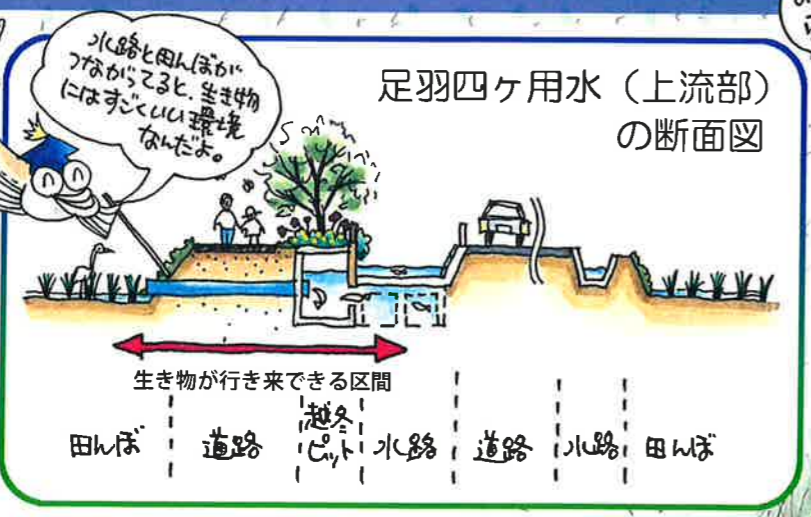 水路と田んぼが
つながってると、生き物
にはすごくいい環境
なんだよ。
足羽四ヶ用水（上流部）
の断面図
生き物が行き来できる区間
田んぼ
道路
越冬
ピット
水路
道路
水路
田んぼ